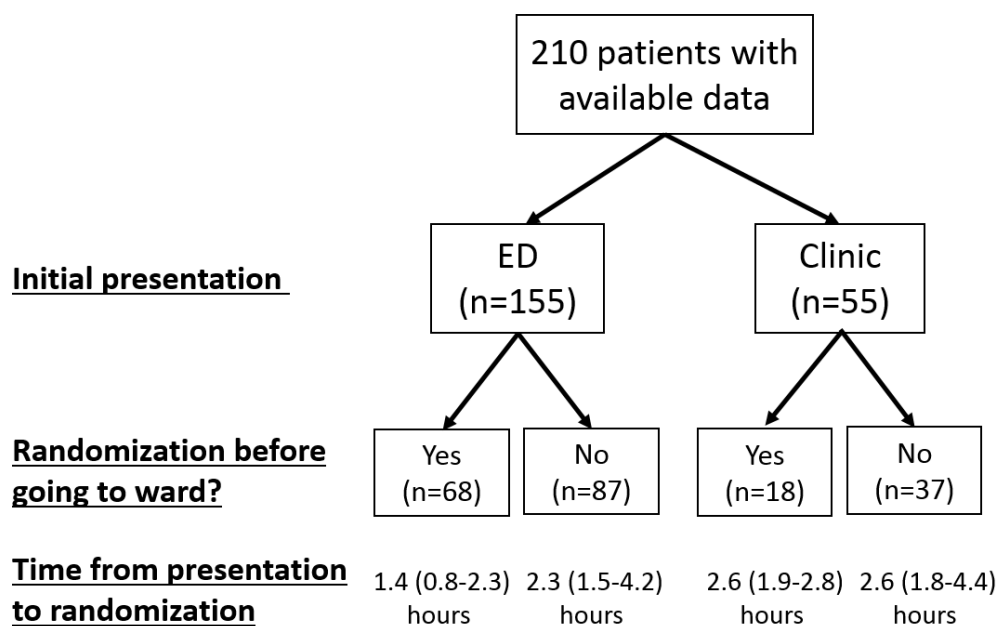 210 patients with
available data
Initial presentation
ED
(n=155)
Clinic
(n=55)
Randomization before
going to ward?
Yes
(n=68)
No
(n=87)
Yes
(n=18)
No
(n=37)
Time from presentation
to randomization
1.4 (0.8-2.3)
hours
2.3 (1.5-4.2)
hours
2.6 (1.9-2.8)
hours
2.6 (1.8-4.4)
hours